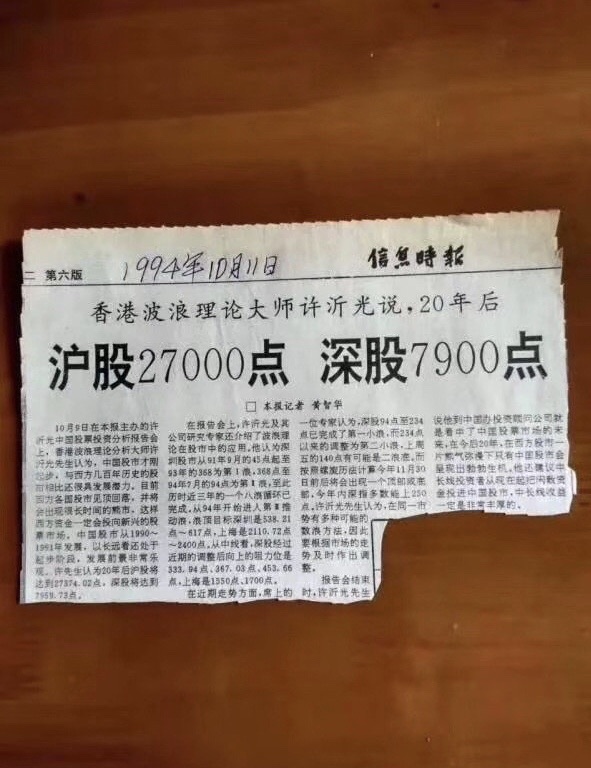 二 第六版
1994年10月11日
信息時報
香港波浪理论大师许沂光说,20年后
沪股27000点 深股7900点
□ 本报记者 黄智华
10月9日在本报主办的许
沂光中国股票投资分析报告会
上,香港波浪理论分析大师许
沂光先生认为,中国股市才刚
起步,与西方几百年历史的股
市相比还很具发展潜力。目前
西方各国股市见顶回落,并将
会出现很长时间的熊市,这样
西方资金一定会投向新兴的股
票市场。中国股市从1990~
1991年发展,以长远看还处于
起步阶段,发展前景非常乐
观。许先生认为20年后沪股将
达到27374.02点,深股将达到
7959.73点。
在报告会上,许沂光及其
公司研究专家还介绍了波浪理
论在股市中的应用。他认为深
圳股市从91年9月的45点起至
93年的368为第Ⅰ浪,368点至
94年7月的94点为第Ⅱ浪,至此
历时近三年的一个八浪循环已
完成,从94年开始进入第Ⅲ推
动浪,浪顶目标深圳是538.21
点~617点,上海是2110.72点
~2400点。从中线看,深股经过
近期的调整后向上的阻力位是
333.94点、367.03点、453.66
点,上海是1350点、1700点。
在近期走势方面,席上的
一位专家认为,深股94点至234
点已完成了第一小浪,而234点
以来的调整为第二小浪,上周
五的140点有可能是二浪底。而
按照螺旋历法计算今年11月30
日前后将会出现一个顶部或底
部,今年内深指多数能上250
点。许沂光先生认为,在同一市
势有多种可能的
数浪方法,因此
要根据市场的走
势及时作出调
整。
报告会结束
时,许沂光先生
说他到中国办投资顾问公司就
是看中了中国股票市场的未
来,在今后20年,在西方股市一
片熊气弥漫下只有中国股市会
呈现出勃勃生机,他还建议中
长线投资者从现在起把闲散资
金投进中国股市,中长线收益
一定是非常丰厚的。